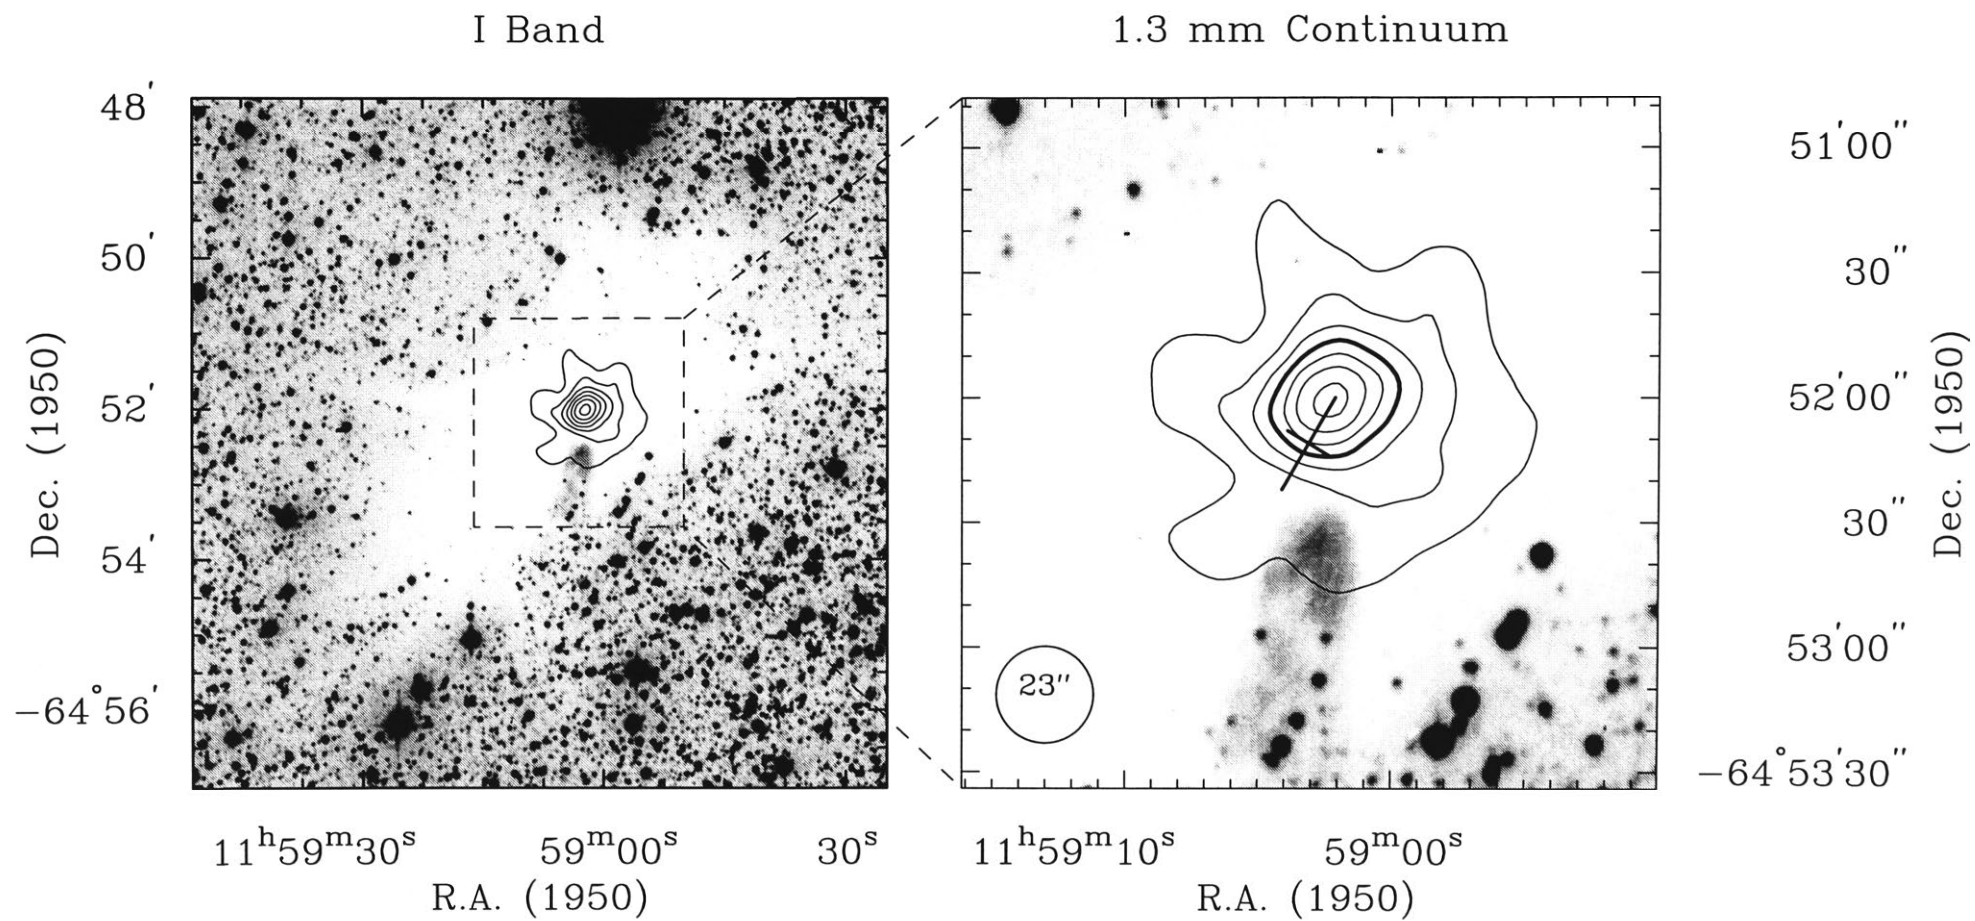 I Band
1.3 mm Continuum
48'
50'
52'
54'
−64°56'
Dec. (1950)
11ʰ59ᵐ30ˢ
59ᵐ00ˢ
30ˢ
R.A. (1950)
23"
51'00"
30"
52'00"
30"
53'00"
−64°53'30"
Dec. (1950)
11ʰ59ᵐ10ˢ
59ᵐ00ˢ
R.A. (1950)